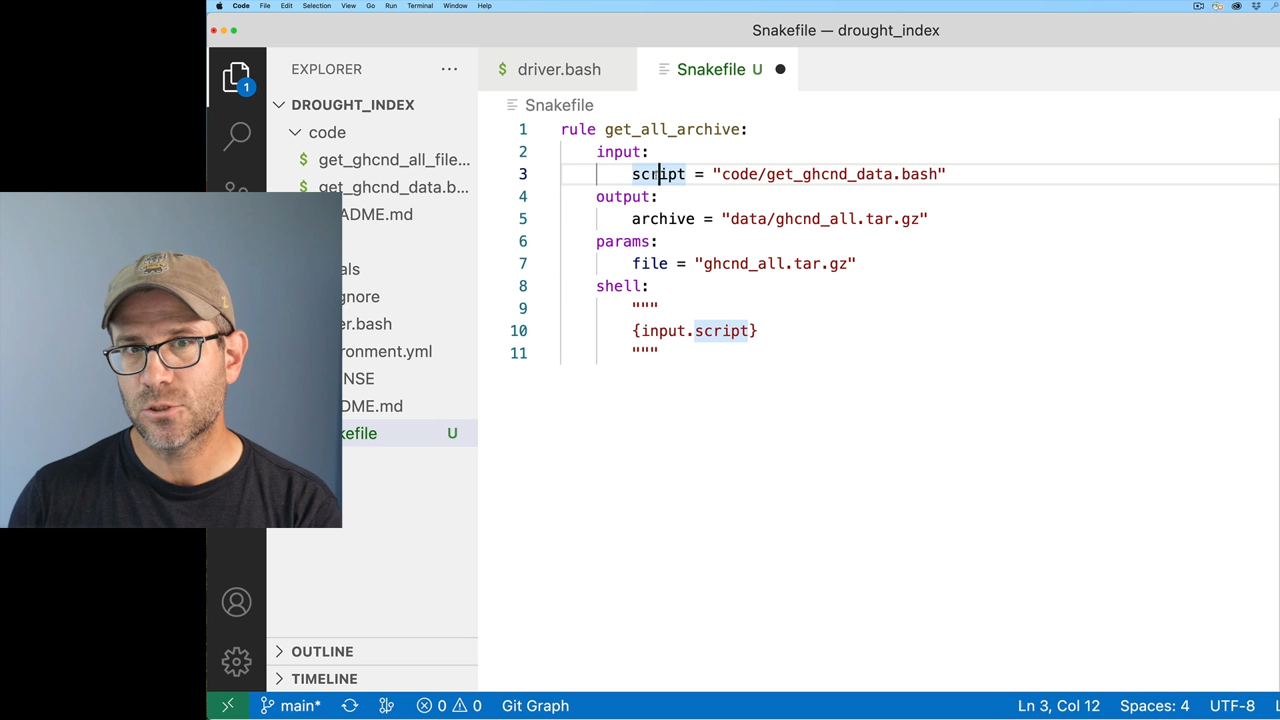 Code File Edit Selection View Go Run Terminal Window Help
Snakefile — drought_index
EXPLORER
driver.bash
Snakefile U
DROUGHT_INDEX
Snakefile
code
get_ghcnd_all_file...
get_ghcnd_data.b...
ADME.md
als
gnore
er.bash
ronment.yml
NSE
DME.md
kefile U
1 rule get_all_archive:
2 input:
3 script = "code/get_ghcnd_data.bash"
4 output:
5 archive = "data/ghcnd_all.tar.gz"
6 params:
7 file = "ghcnd_all.tar.gz"
8 shell:
9 """
10 {input.script}
11 """
1
OUTLINE
TIMELINE
main* 0 0 Git Graph Ln 3, Col 12 Spaces: 4 UTF-8